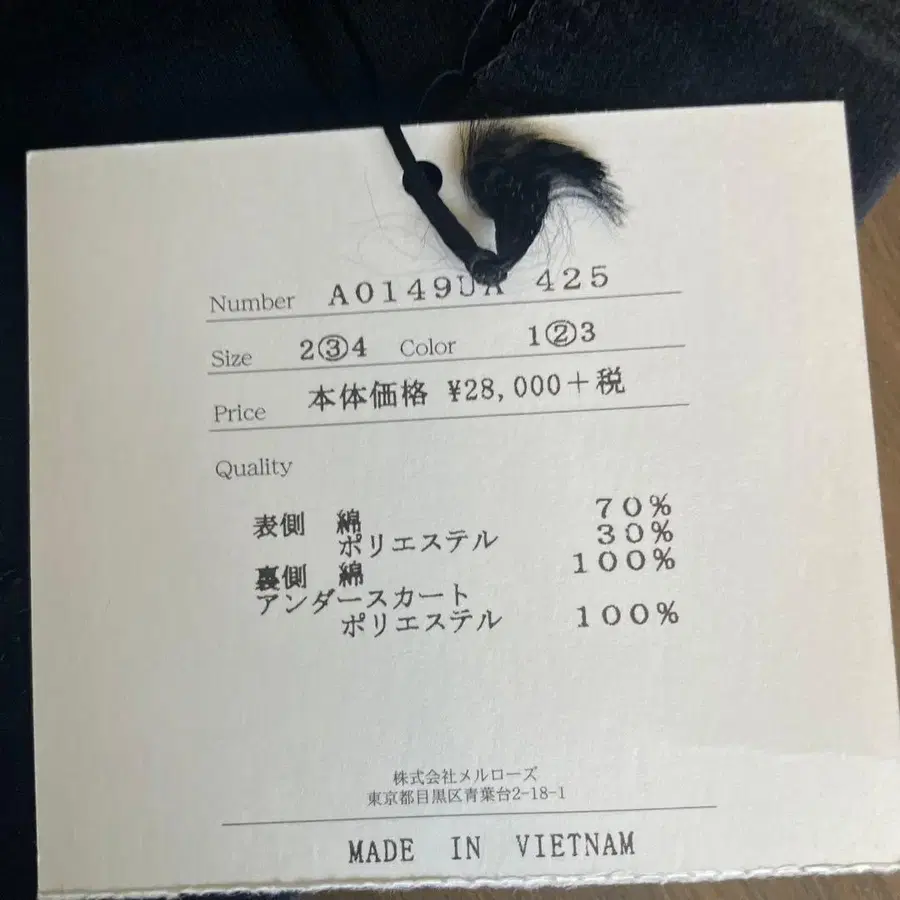 Number A0149UA 425
Size 2③4 Color 1②3
Price 本体価格 ¥28,000+税
Quality
表側 綿 70%
ポリエステル 30%
裏側 綿 100%
アンダースカート
ポリエステル 100%
株式会社メルローズ
東京都目黒区青葉台2-18-1
MADE IN VIETNAM